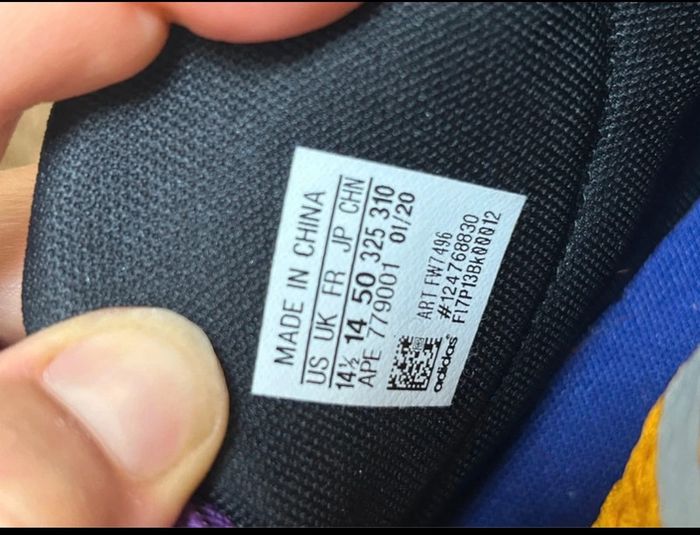 MADE IN CHINA
US UK FR JP CHN
14½ 14 50 325 310
APE 779001 01/20
ART FW7496
#124768830
F17P13BK00012
adidas